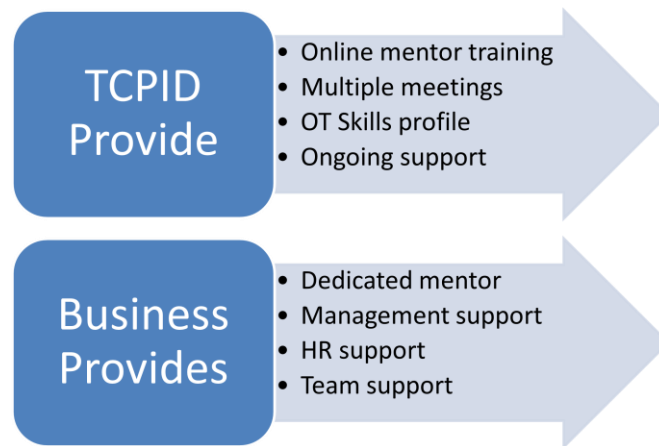 TCPID
Provide
• Online mentor training
• Multiple meetings
• OT Skills profile
• Ongoing support
Business
Provides
• Dedicated mentor
• Management support
• HR support
• Team support